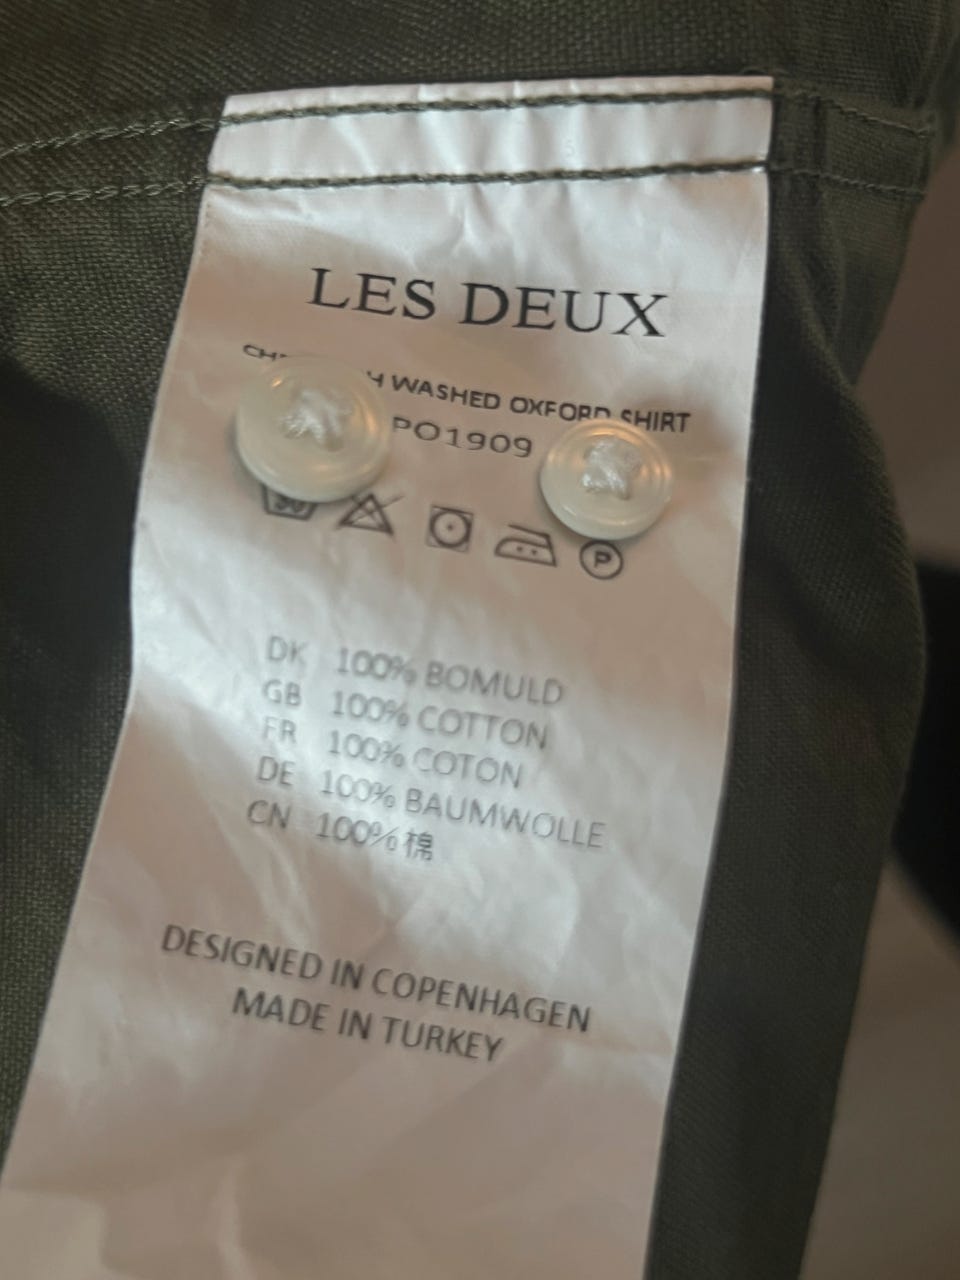 LES DEUX
WASHED OXFORD SHIRT
PO1909
P
DK 100% BOMULD
GB 100% COTTON
FR 100% COTON
DE 100% BAUMWOLLE
CN 100%棉
DESIGNED IN COPENHAGEN
MADE IN TURKEY